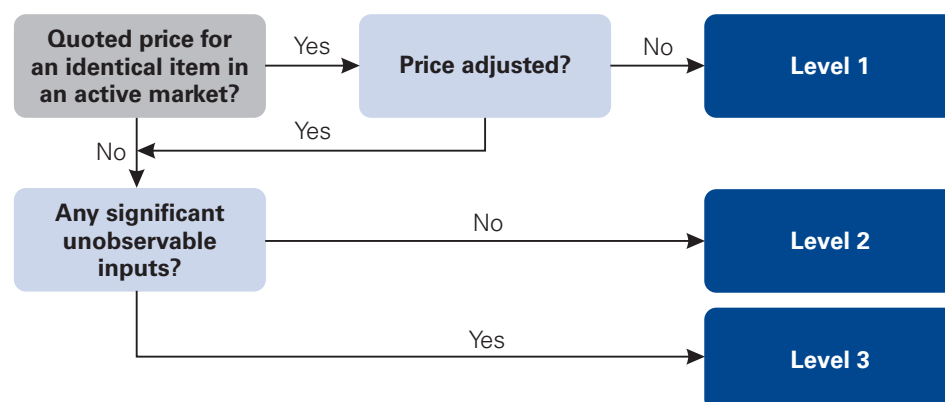 Quoted price for
an identical item in
an active market?
Yes
Price adjusted?
No
Level 1
Yes
No
Any significant
unobservable
inputs?
No
Level 2
Yes
Level 3